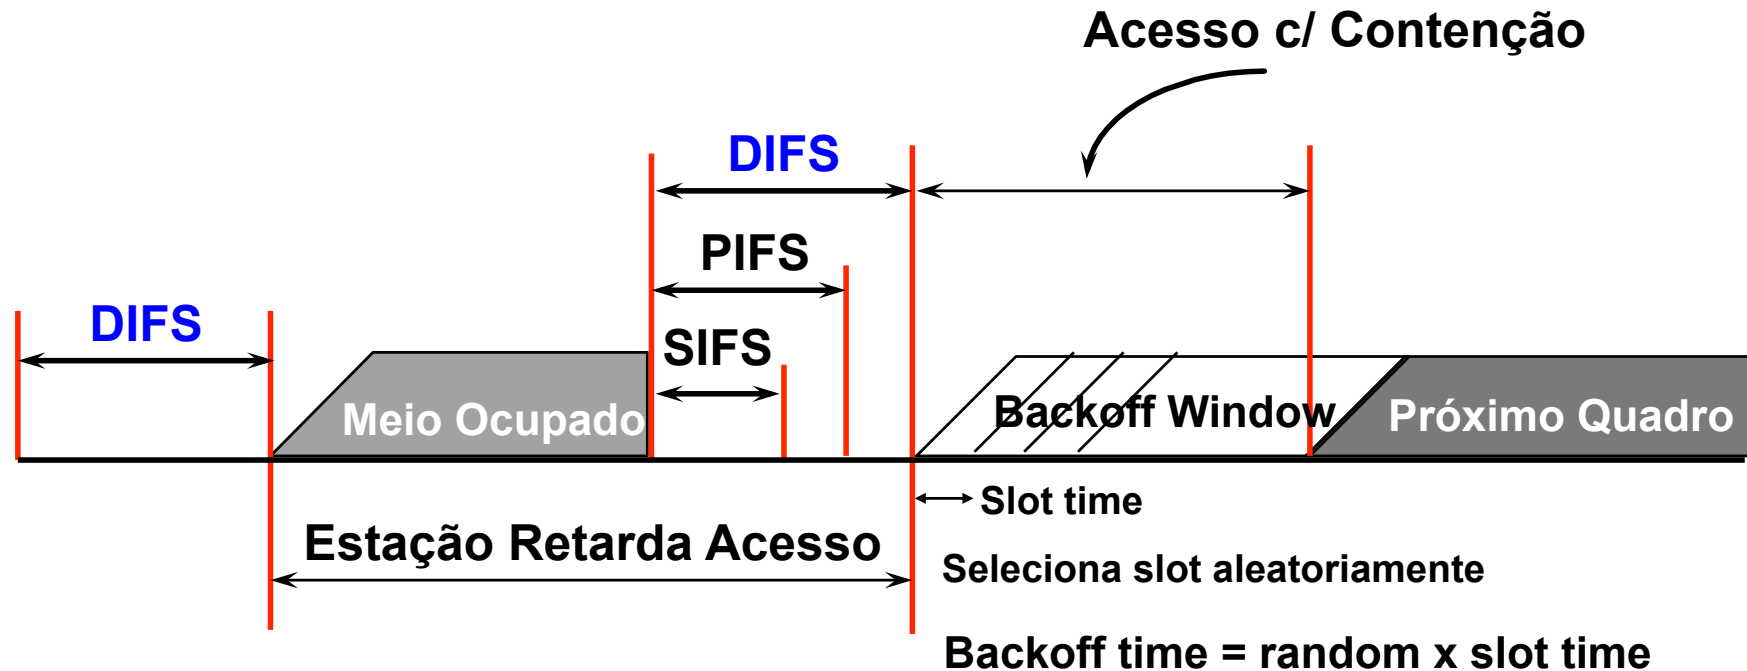 Acesso c/ Contenção
DIFS
PIFS
DIFS
SIFS
Meio Ocupado
Backoff Window
Próximo Quadro
Slot time
Estação Retarda Acesso
Seleciona slot aleatoriamente
Backoff time = random x slot time